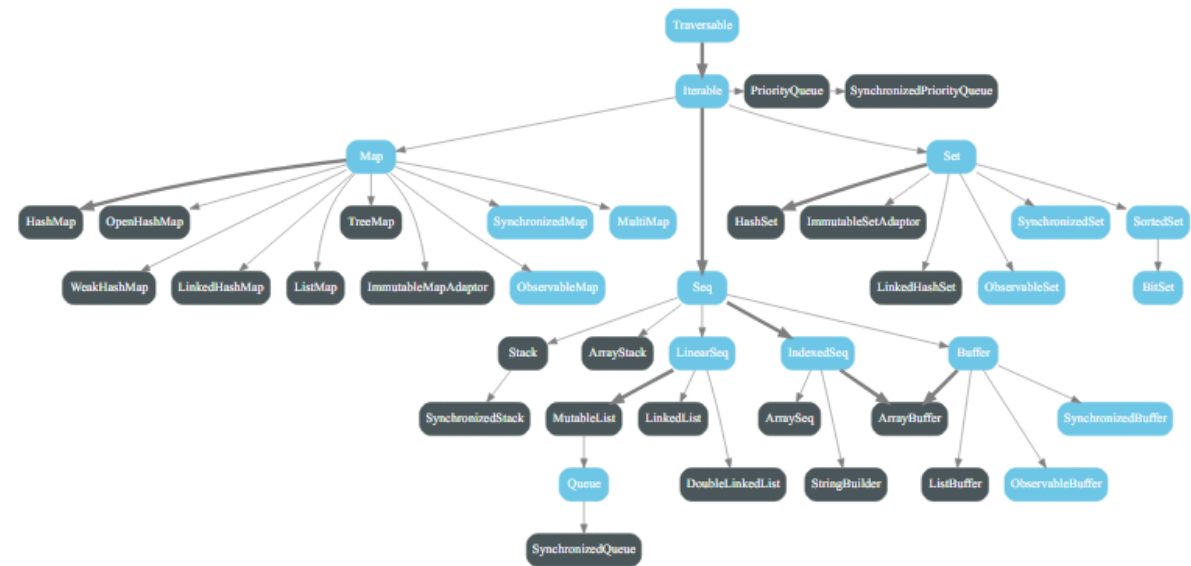 Traversable
Iterable
PriorityQueue
SynchronizedPriorityQueue
Map
Set
HashMap
OpenHashMap
TreeMap
SynchronizedMap
MultiMap
HashSet
ImmutableSetAdaptor
SynchronizedSet
SortedSet
WeakHashMap
LinkedHashMap
ListMap
ImmutableMapAdaptor
ObservableMap
Seq
LinkedHashSet
ObservableSet
BitSet
Stack
ArrayStack
LinearSeq
IndexedSeq
Buffer
SynchronizedStack
MutableList
LinkedList
ArraySeq
ArrayBuffer
SynchronizedBuffer
Queue
DoubleLinkedList
StringBuilder
ListBuffer
ObservableBuffer
SynchronizedQueue